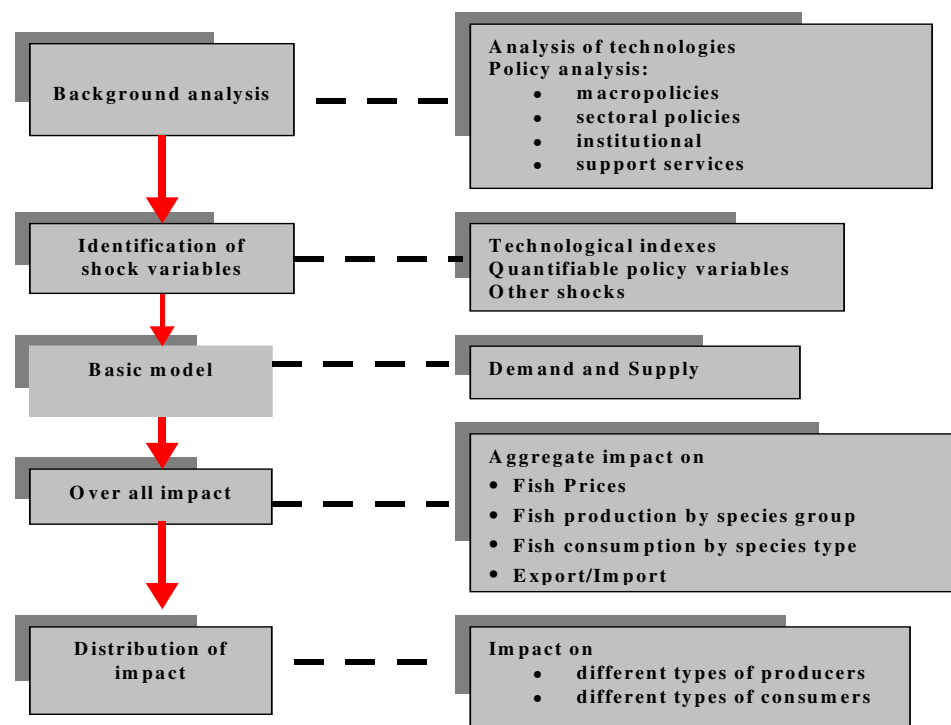 Background analysis
Analysis of technologies
Policy analysis:
• macropolicies
• sectoral policies
• institutional
• support services
Identification of
shock variables
Technological indexes
Quantifiable policy variables
Other shocks
Basic model
Demand and Supply
Over all impact
Aggregate impact on
• Fish Prices
• Fish production by species group
• Fish consumption by species type
• Export/Import
Distribution of
impact
Impact on
• different types of producers
• different types of consumers